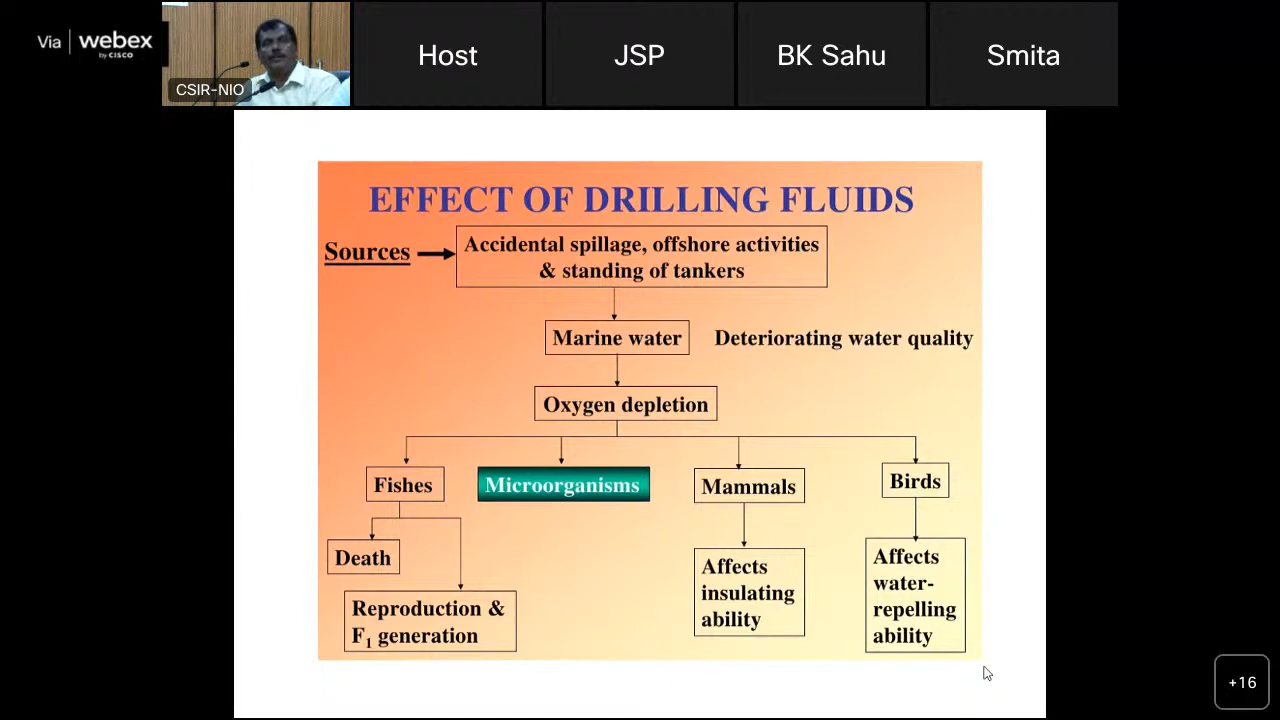 Via webex
by CISCO
CSIR-NIO
Host
JSP
BK Sahu
Smita
EFFECT OF DRILLING FLUIDS
Sources
Accidental spillage, offshore activities
& standing of tankers
Marine water
Deteriorating water quality
Oxygen depletion
Fishes
Microorganisms
Mammals
Birds
Death
Reproduction &
F₁ generation
Affects
insulating
ability
Affects
water-
repelling
ability
+16